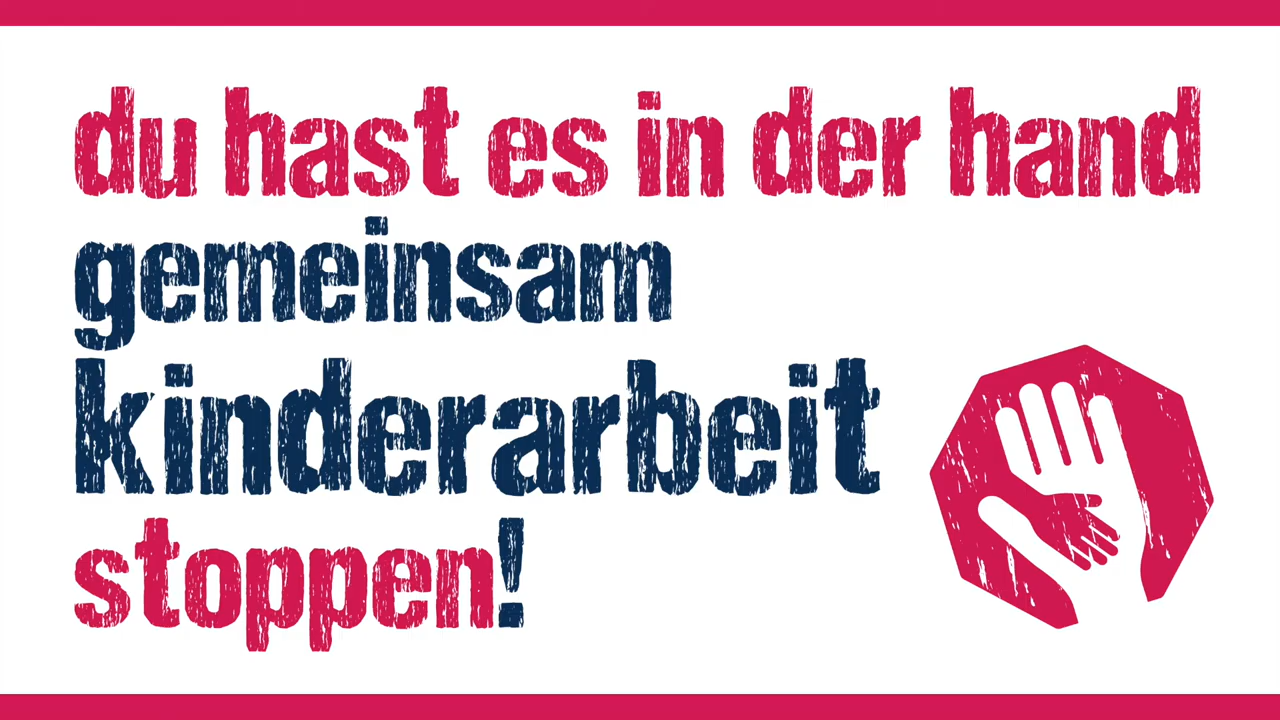 du hast es in der hand
gemeinsam
kinderarbeit
stoppen!